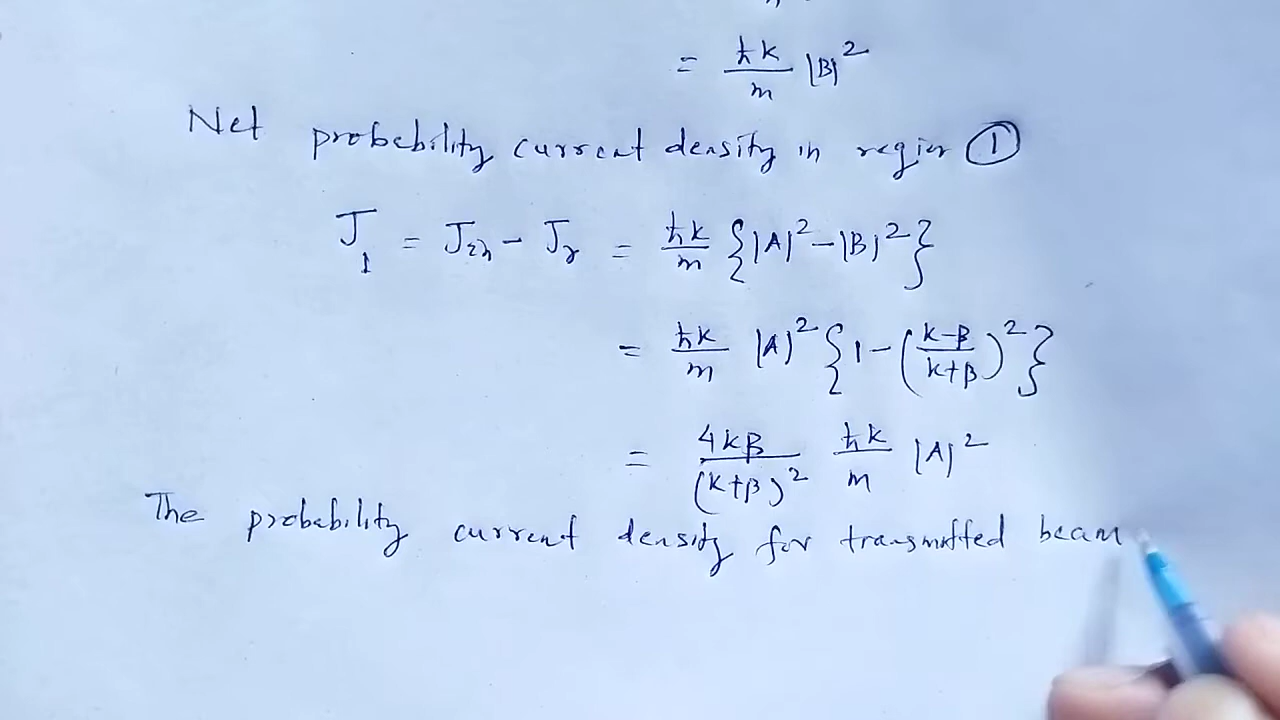 = ħk/m |B|²
Net probability current density in region ①
J₁ = J_in - J_r = ħk/m {|A|² - |B|²}
= ħk/m |A|² {1 - (k-β/k+β)²}
= 4kβ/(k+β)² ħk/m |A|²
The probability current density for transmitted beam